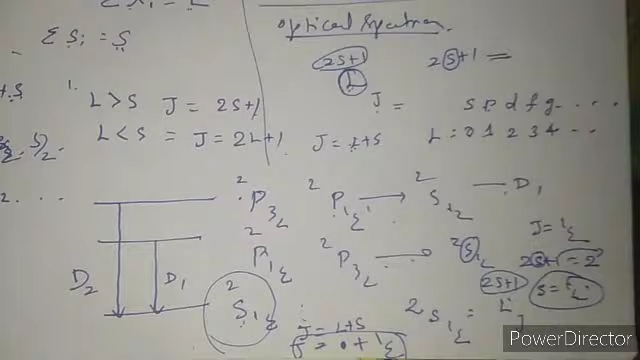 Σ Si = S
optical spectrum.
2S+1
L
J =
2S+1 =
s p d f g ....
L : 0 1 2 3 4 ..
1.
L > S J = 2S+1
L < S = J = 2L+1
J = L+S
2P3/2
2P1/2
2S1/2
D2
D1
2P1/2 → 2S1/2 — D1
2P3/2 → 2S1/2
J = 1/2
2S+1 = 2
S = 1/2
2S+1
L
J
2S1/2 =
J = L+S
J = 0 + 1/2
PowerDirector